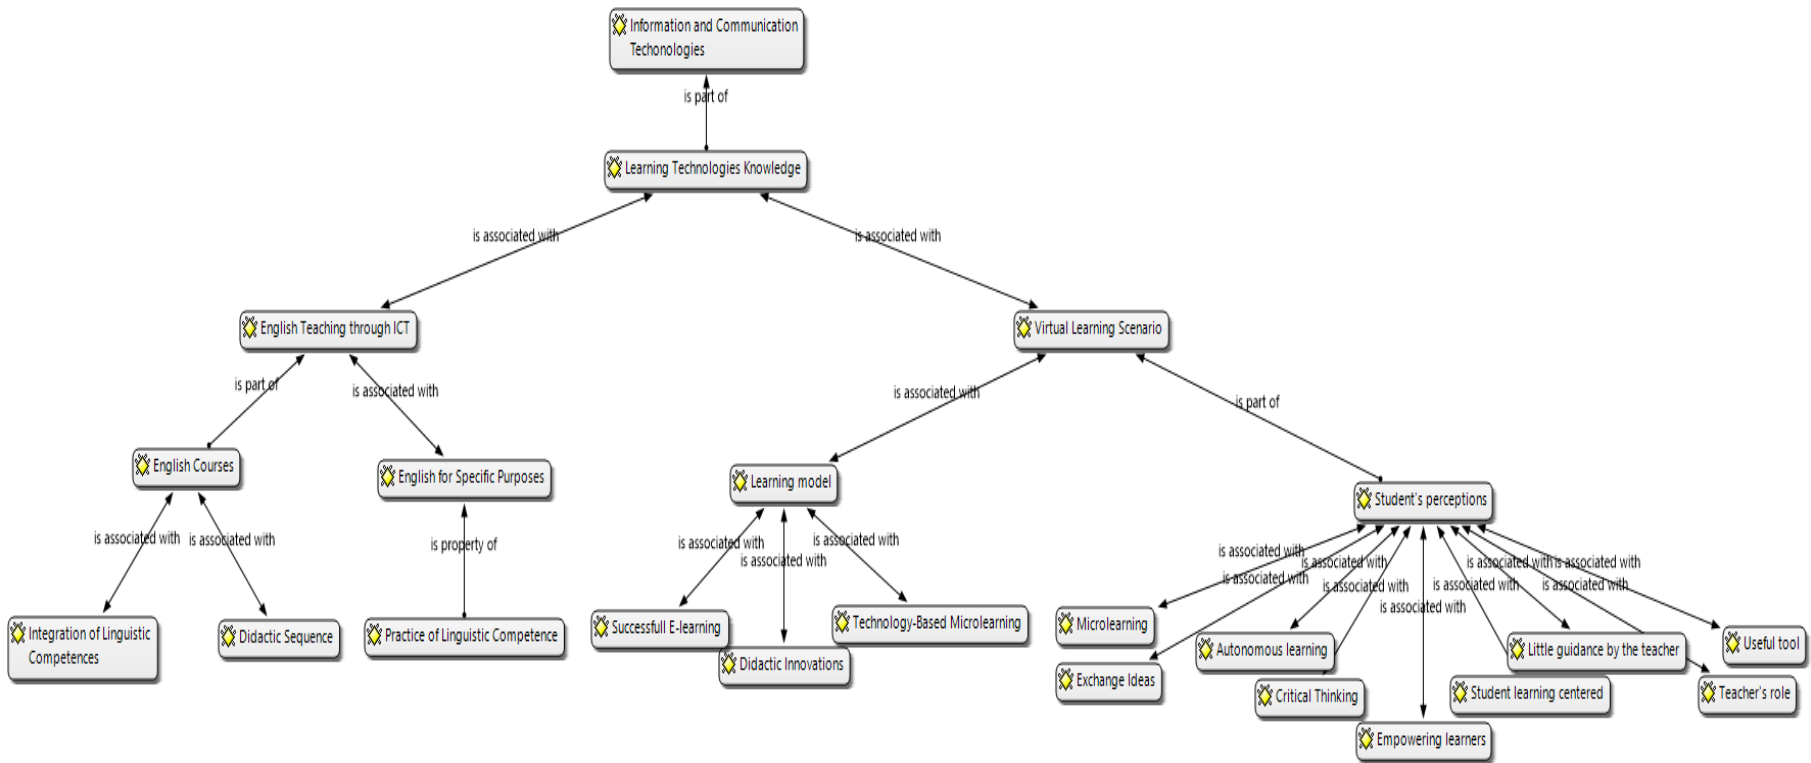 Information and Communication
Techonologies
is part of
Learning Technologies Knowledge
is associated with
is associated with
English Teaching through ICT
Virtual Learning Scenario
is part of
is associated with
is associated with
is part of
English Courses
English for Specific Purposes
Learning model
Student's perceptions
is associated with
is associated with
is property of
is associated with
is associated with
is associated with
is associated with
is associated with
is associated with
is associated with
is associated with
is associated with
is associated with
is associated with
is associated with
Integration of Linguistic
Competences
Didactic Sequence
Practice of Linguistic Competence
Successfull E-learning
Didactic Innovations
Technology-Based Microlearning
Microlearning
Exchange Ideas
Autonomous learning
Critical Thinking
Empowering learners
Little guidance by the teacher
Student learning centered
Useful tool
Teacher's role